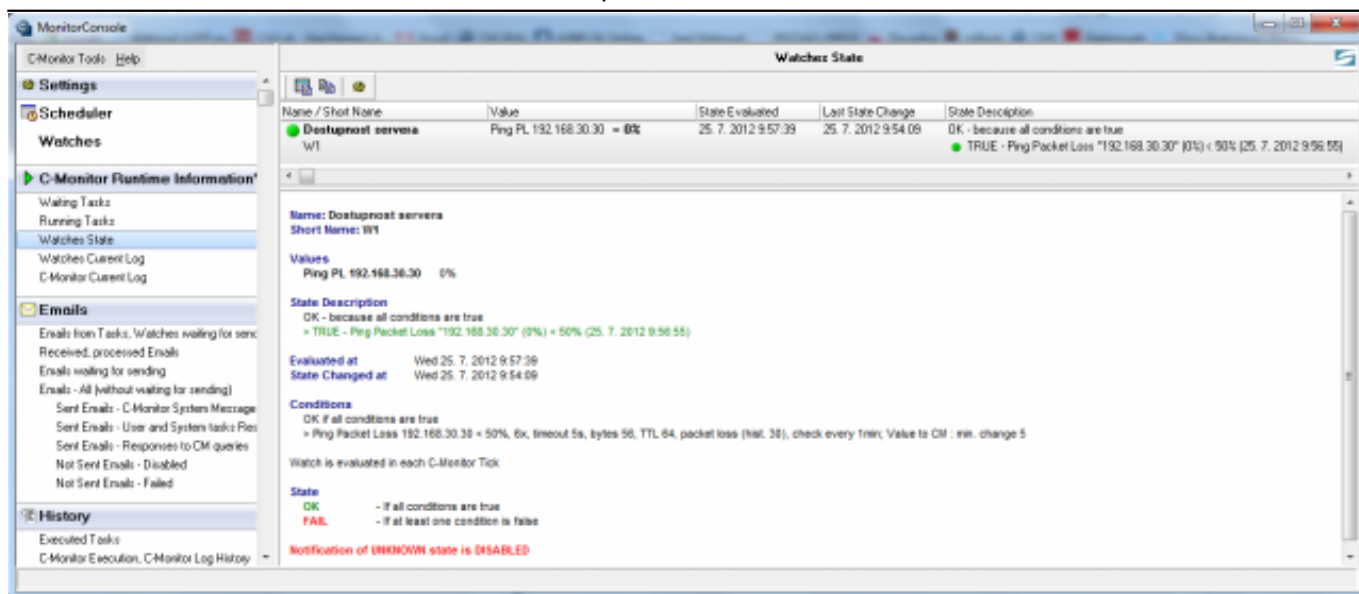 MonitorConsole
C-Monitor Tools Help
Watches State
Settings
Scheduler
Watches
C-Monitor Runtime Information*
Waiting Tasks
Running Tasks
Watches State
Watches Current Log
C-Monitor Current Log
Emails
Emails from Tasks, Watches waiting for senc
Received, processed Emails
Emails waiting for sending
Emails - All (without waiting for sending)
Sent Emails - C-Monitor System Message
Sent Emails - User and System tasks Res
Sent Emails - Responses to CM queries
Not Sent Emails - Disabled
Not Sent Emails - Failed
History
Executed Tasks
C-Monitor Execution, C-Monitor Log History
Name / Short Name Value State Evaluated Last State Change State Description
Dostupnost servera Ping PL 192.168.30.30 = 0% 25. 7. 2012 9:57:39 25. 7. 2012 9:54:09 OK - because all conditions are true
W1 TRUE - Ping Packet Loss "192.168.30.30" (0%) < 50% (25. 7. 2012 9:56:55)
Name: Dostupnost servera
Short Name: W1
Values
Ping PL 192.168.30.30 0%
State Description
OK - because all conditions are true
> TRUE - Ping Packet Loss "192.168.30.30" (0%) < 50% (25. 7. 2012 9:56:55)
Evaluated at Wed 25. 7. 2012 9:57:39
State Changed at Wed 25. 7. 2012 9:54:09
Conditions
OK if all conditions are true
> Ping Packet Loss 192.168.30.30 < 50%, 6x, timeout 5s, bytes 56, TTL 64, packet loss (hist. 30), check every 1min; Value to CM : min. change 5
Watch is evaluated in each C-Monitor Tick
State
OK - If all conditions are true
FAIL - If at least one condition is false
Notification of UNKNOWN state is DISABLED